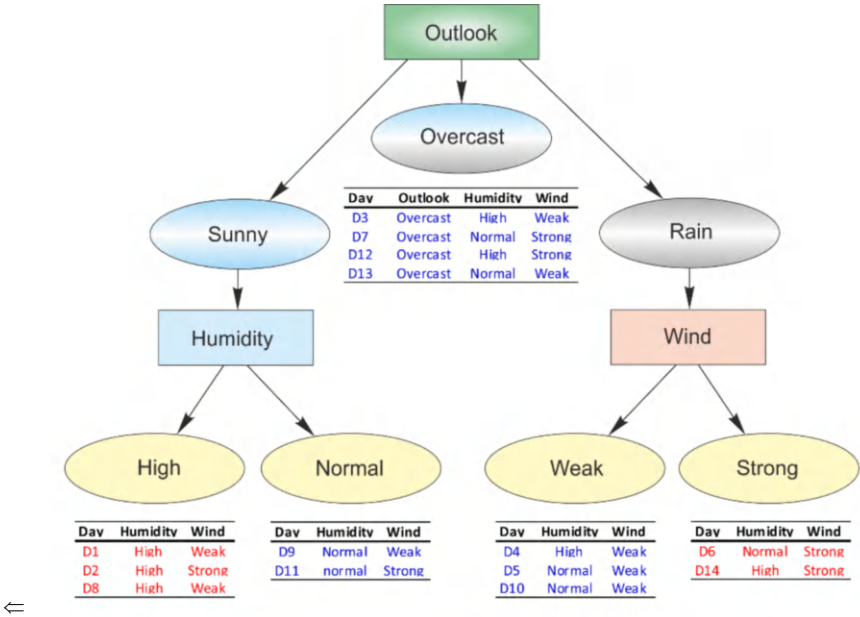 Outlook
Overcast
Day Outlook Humidity Wind
D3 Overcast High Weak
D7 Overcast Normal Strong
D12 Overcast High Strong
D13 Overcast Normal Weak
Sunny
Rain
Humidity
Wind
High
Normal
Weak
Strong
Day Humidity Wind
D1 High Weak
D2 High Strong
D8 High Weak
Day Humidity Wind
D9 Normal Weak
D11 normal Strong
Day Humidity Wind
D4 High Weak
D5 Normal Weak
D10 Normal Weak
Day Humidity Wind
D6 Normal Strong
D14 High Strong
⇐